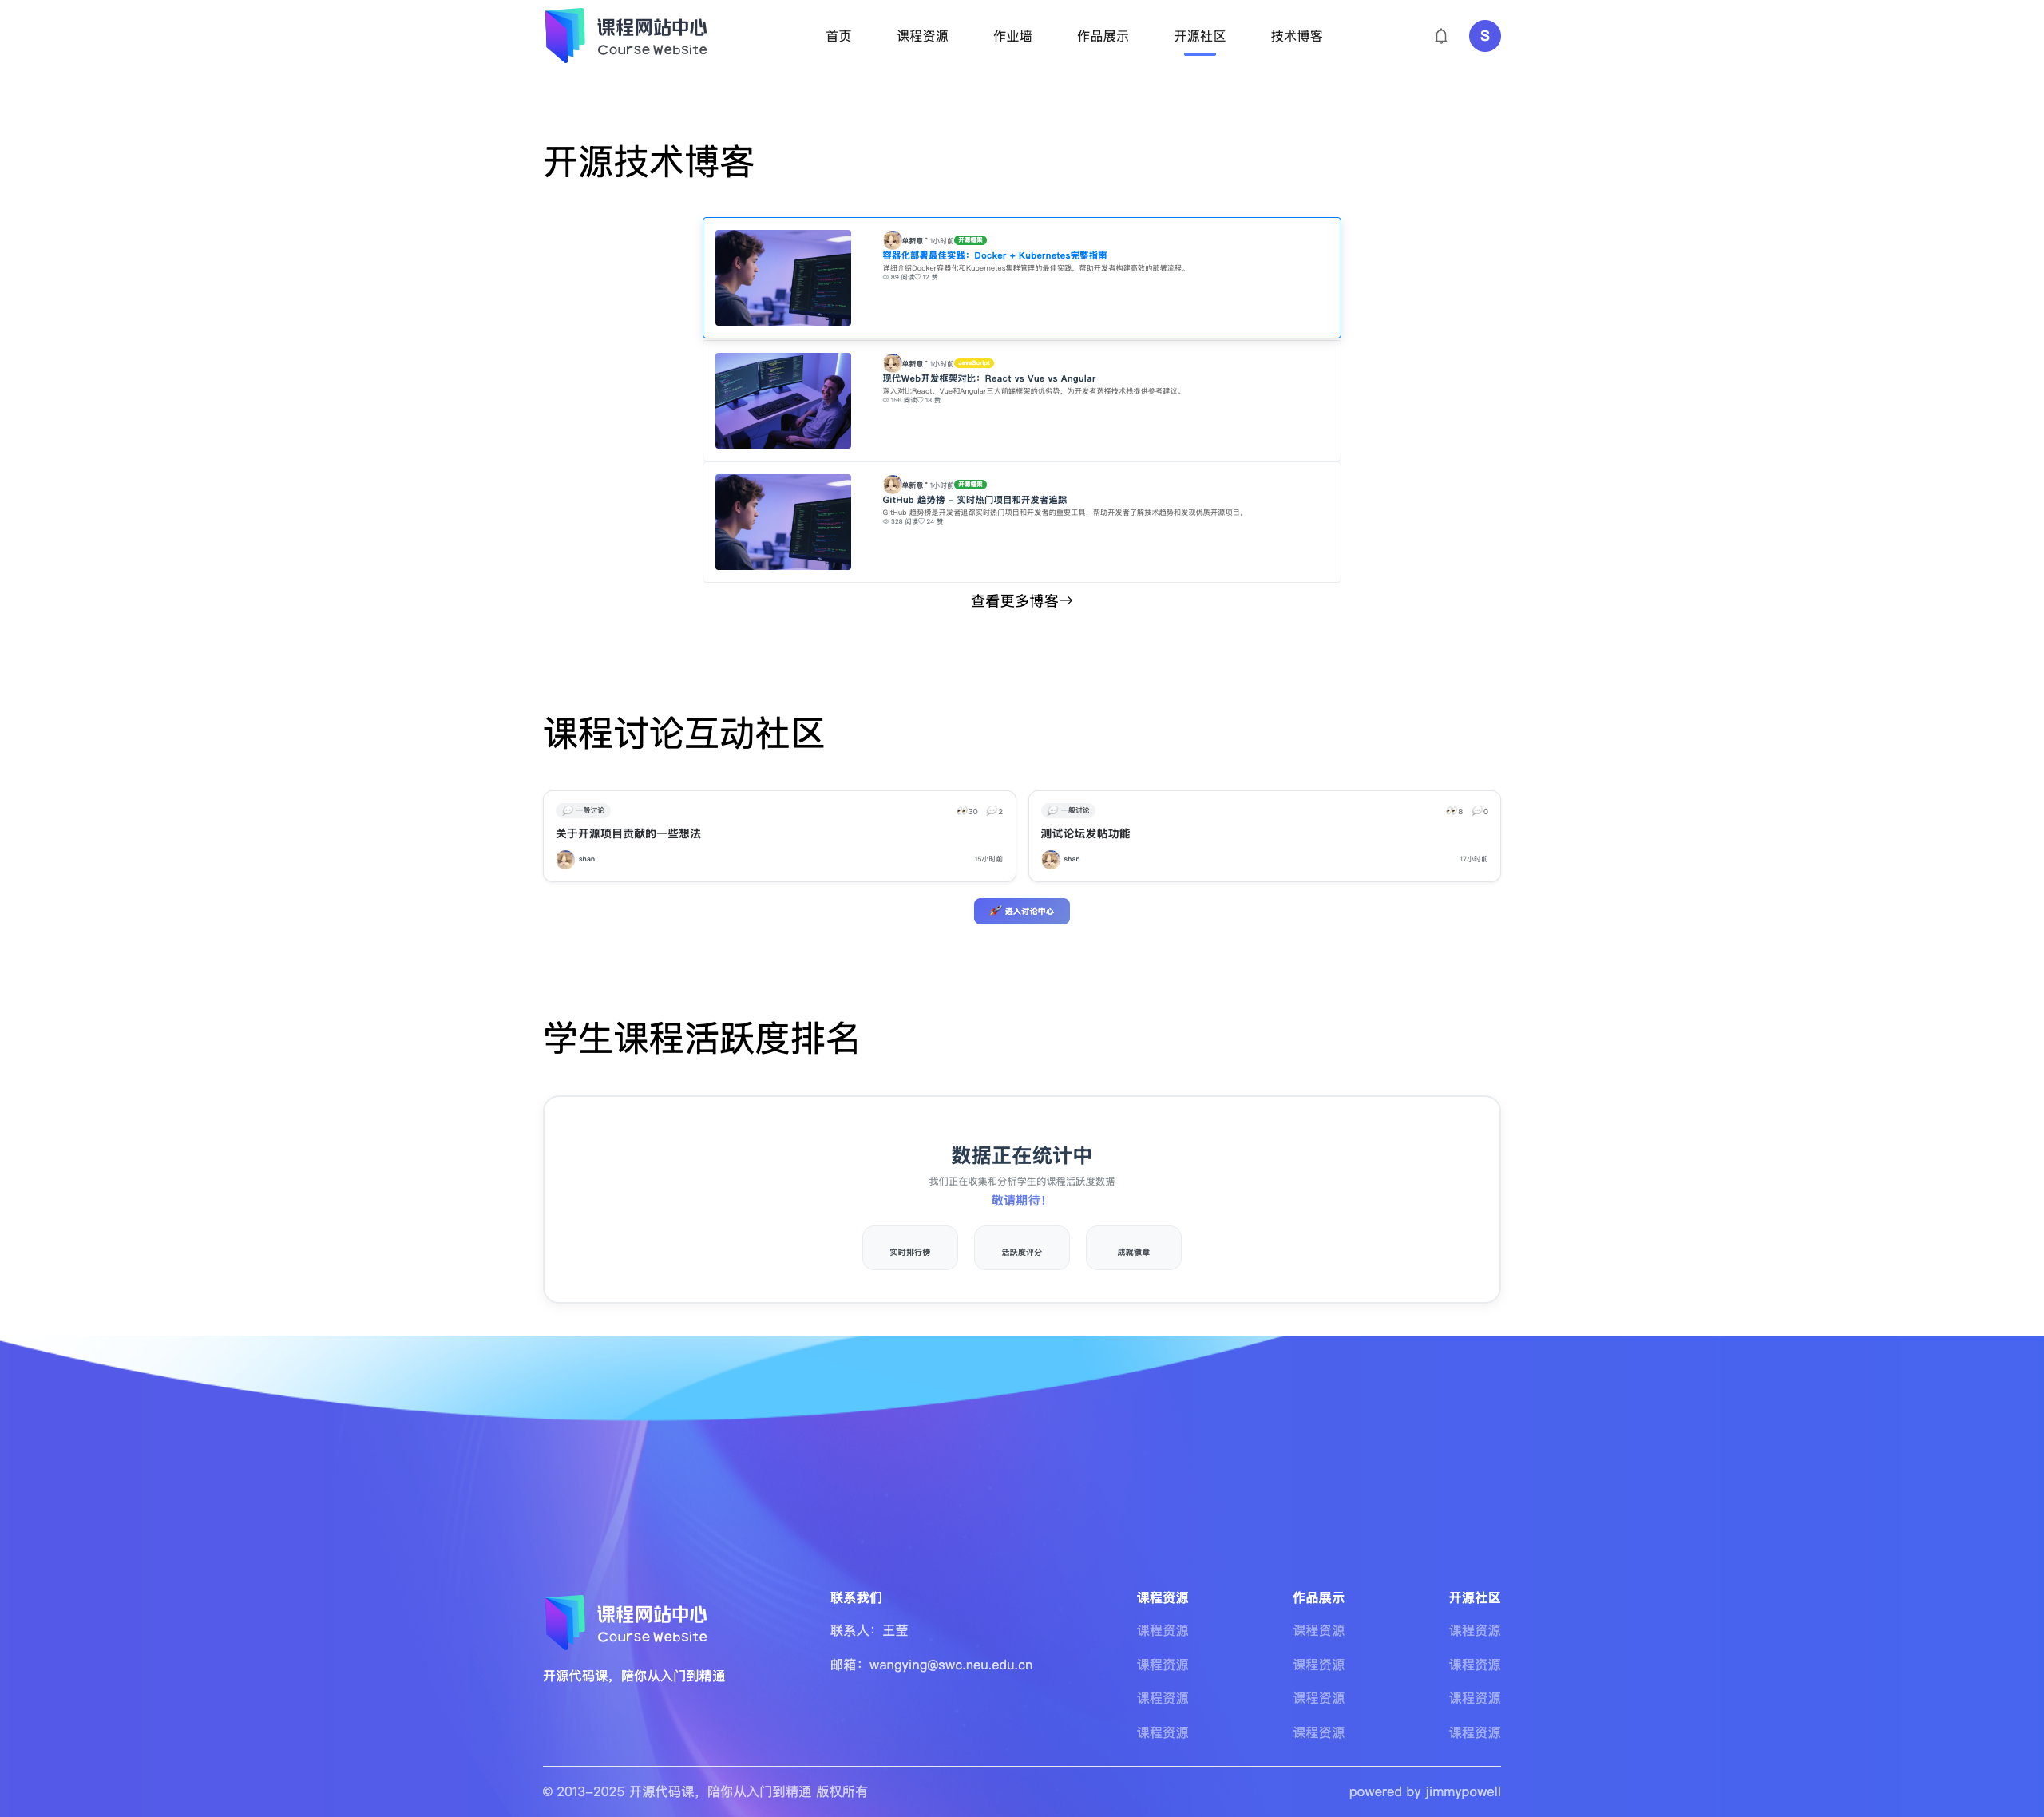 课程网站中心
Course Website
首页 课程资源 作业墙 作品展示 开源社区 技术博客
S
开源技术博客
单新意 • 1小时前 开源框架
容器化部署最佳实践：Docker + Kubernetes完整指南
详细介绍Docker容器化和Kubernetes集群管理的最佳实践，帮助开发者构建高效的部署流程。
89 阅读 12 赞
单新意 • 1小时前 JavaScript
现代Web开发框架对比：React vs Vue vs Angular
深入对比React、Vue和Angular三大前端框架的优劣势，为开发者选择技术栈提供参考建议。
156 阅读 18 赞
单新意 • 1小时前 开源框架
GitHub 趋势榜 - 实时热门项目和开发者追踪
GitHub 趋势榜是开发者追踪实时热门项目和开发者的重要工具，帮助开发者了解技术趋势和发现优质开源项目。
328 阅读 24 赞
查看更多博客→
课程讨论互动社区
💬 一般讨论 👀30 💬2
关于开源项目贡献的一些想法
shan 15小时前
💬 一般讨论 👀8 💬0
测试论坛发帖功能
shan 17小时前
🚀 进入讨论中心
学生课程活跃度排名
数据正在统计中
我们正在收集和分析学生的课程活跃度数据
敬请期待！
实时排行榜 活跃度评分 成就徽章
课程网站中心
Course Website
开源代码课，陪你从入门到精通
联系我们
联系人：王莹
邮箱：wangying@swc.neu.edu.cn
课程资源
课程资源
课程资源
课程资源
课程资源
作品展示
课程资源
课程资源
课程资源
课程资源
开源社区
课程资源
课程资源
课程资源
课程资源
© 2013-2025 开源代码课，陪你从入门到精通 版权所有
powered by jimmypowell